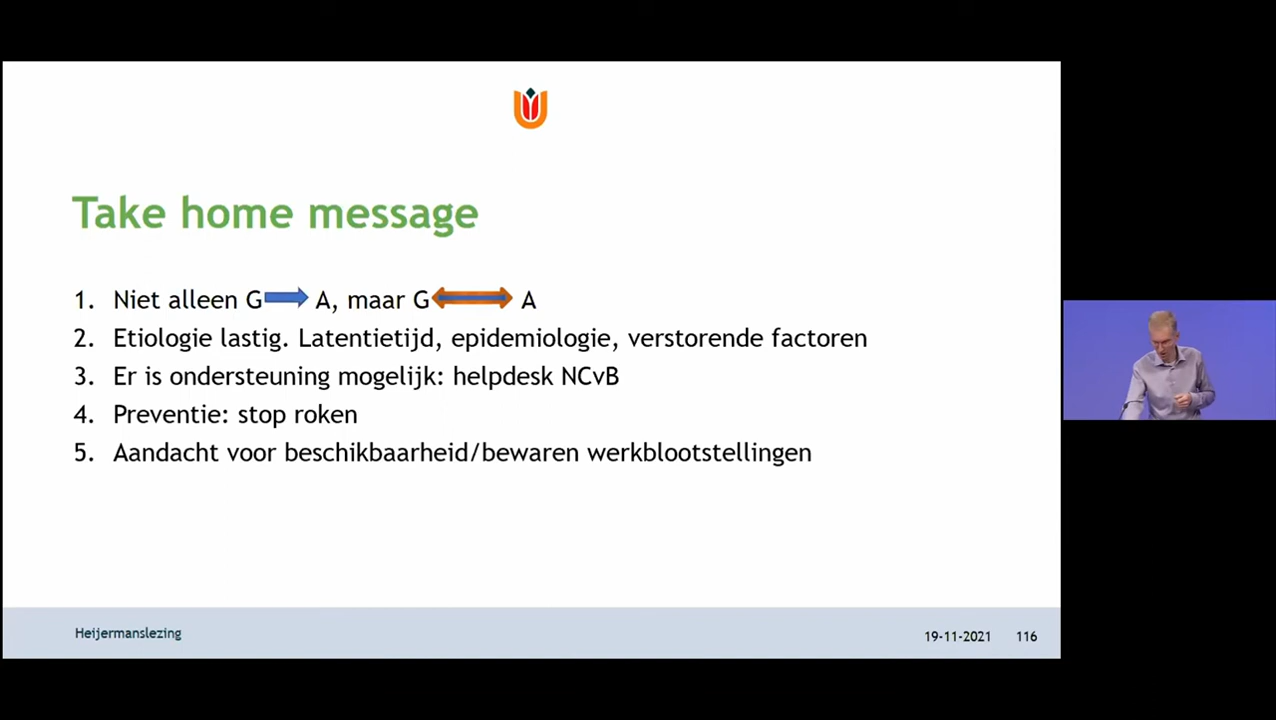 Take home message
1. Niet alleen G A, maar G A
2. Etiologie lastig. Latentietijd, epidemiologie, verstorende factoren
3. Er is ondersteuning mogelijk: helpdesk NCvB
4. Preventie: stop roken
5. Aandacht voor beschikbaarheid/bewaren werkblootstellingen
Heijermanslezing
19-11-2021 116